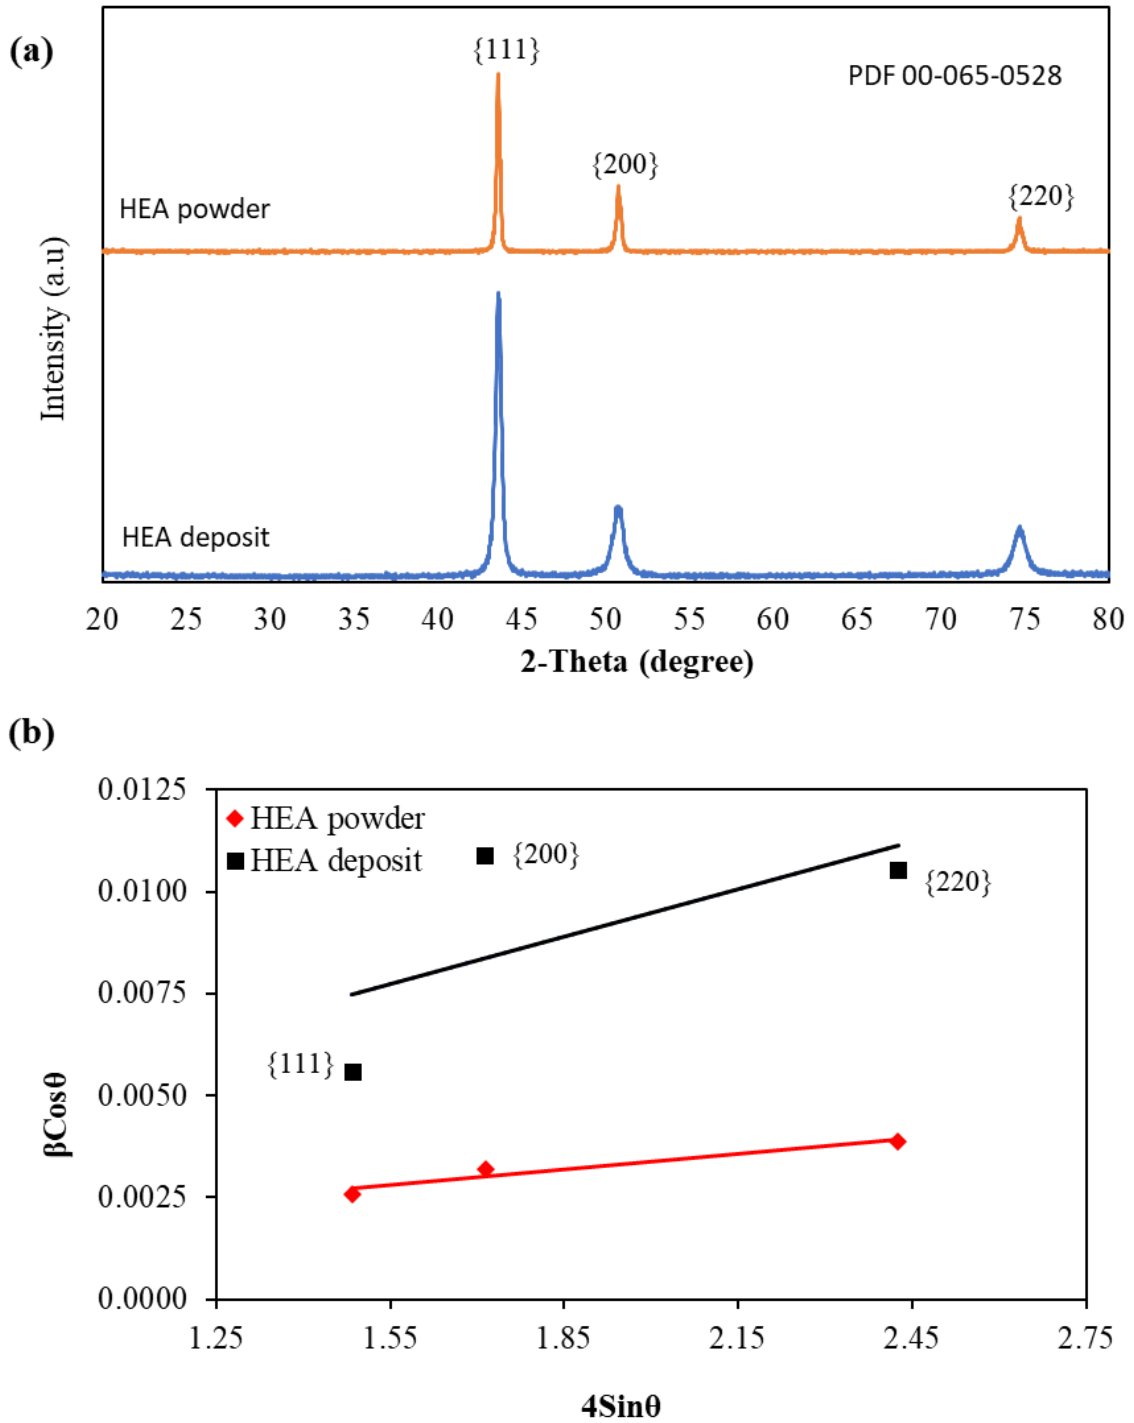 (a)
{111}
PDF 00-065-0528
{200}
{220}
HEA powder
Intensity (a.u)
HEA deposit
20 25 30 35 40 45 50 55 60 65 70 75 80
2-Theta (degree)
(b)
0.0125
HEA powder
HEA deposit
{200}
{220}
0.0100
0.0075
{111}
0.0050
βCosθ
0.0025
0.0000
1.25 1.55 1.85 2.15 2.45 2.75
4Sinθ